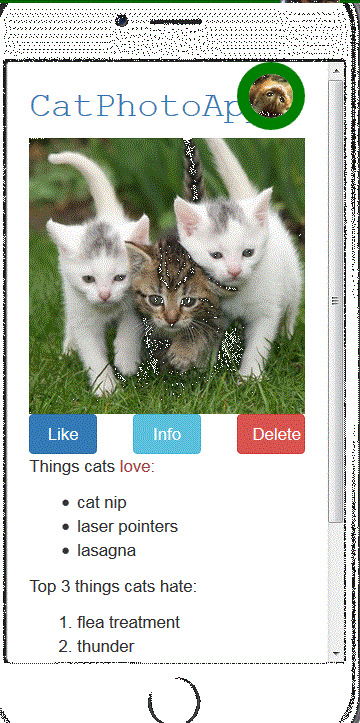 CatPhotoApp
Like Info Delete
Things cats love:
cat nip
laser pointers
lasagna
Top 3 things cats hate:
1. flea treatment
2. thunder